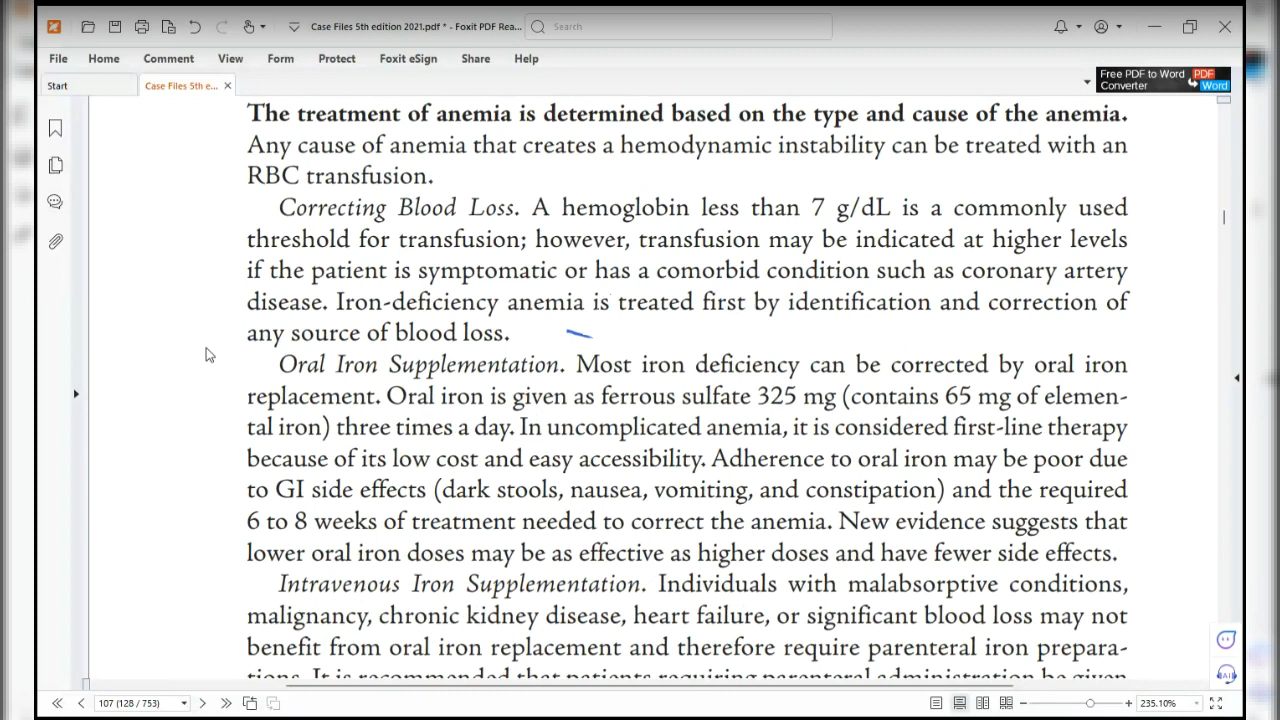 Case Files 5th edition 2021.pdf * - Foxit PDF Rea...
Search
File Home Comment View Form Protect Foxit eSign Share Help
Start
Case Files 5th e...
Free PDF to Word Converter
PDF Word
The treatment of anemia is determined based on the type and cause of the anemia.
Any cause of anemia that creates a hemodynamic instability can be treated with an
RBC transfusion.
Correcting Blood Loss. A hemoglobin less than 7 g/dL is a commonly used
threshold for transfusion; however, transfusion may be indicated at higher levels
if the patient is symptomatic or has a comorbid condition such as coronary artery
disease. Iron-deficiency anemia is treated first by identification and correction of
any source of blood loss.
Oral Iron Supplementation. Most iron deficiency can be corrected by oral iron
replacement. Oral iron is given as ferrous sulfate 325 mg (contains 65 mg of elemen-
tal iron) three times a day. In uncomplicated anemia, it is considered first-line therapy
because of its low cost and easy accessibility. Adherence to oral iron may be poor due
to GI side effects (dark stools, nausea, vomiting, and constipation) and the required
6 to 8 weeks of treatment needed to correct the anemia. New evidence suggests that
lower oral iron doses may be as effective as higher doses and have fewer side effects.
Intravenous Iron Supplementation. Individuals with malabsorptive conditions,
malignancy, chronic kidney disease, heart failure, or significant blood loss may not
benefit from oral iron replacement and therefore require parenteral iron prepara-
tions. It is recommended that patients requiring parenteral administration be given
107 (128 / 753)
235.10%